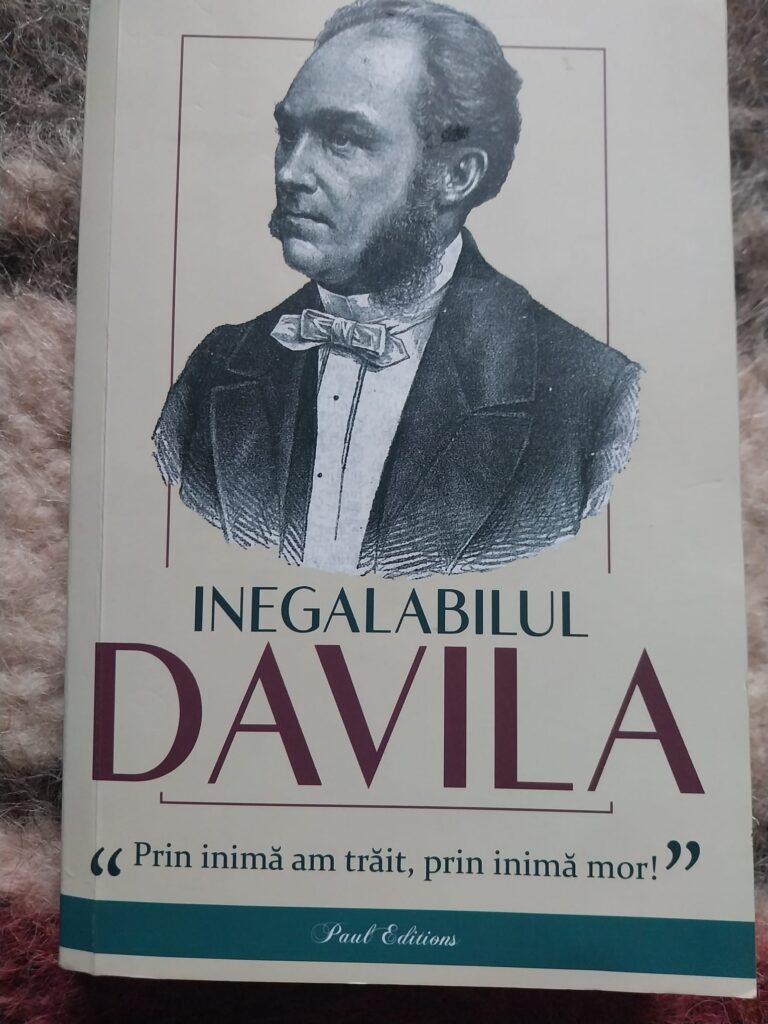 INEGALABILUL
DAVILA
“ Prin inimă am trăit, prin inimă mor! ”
Paul Editions